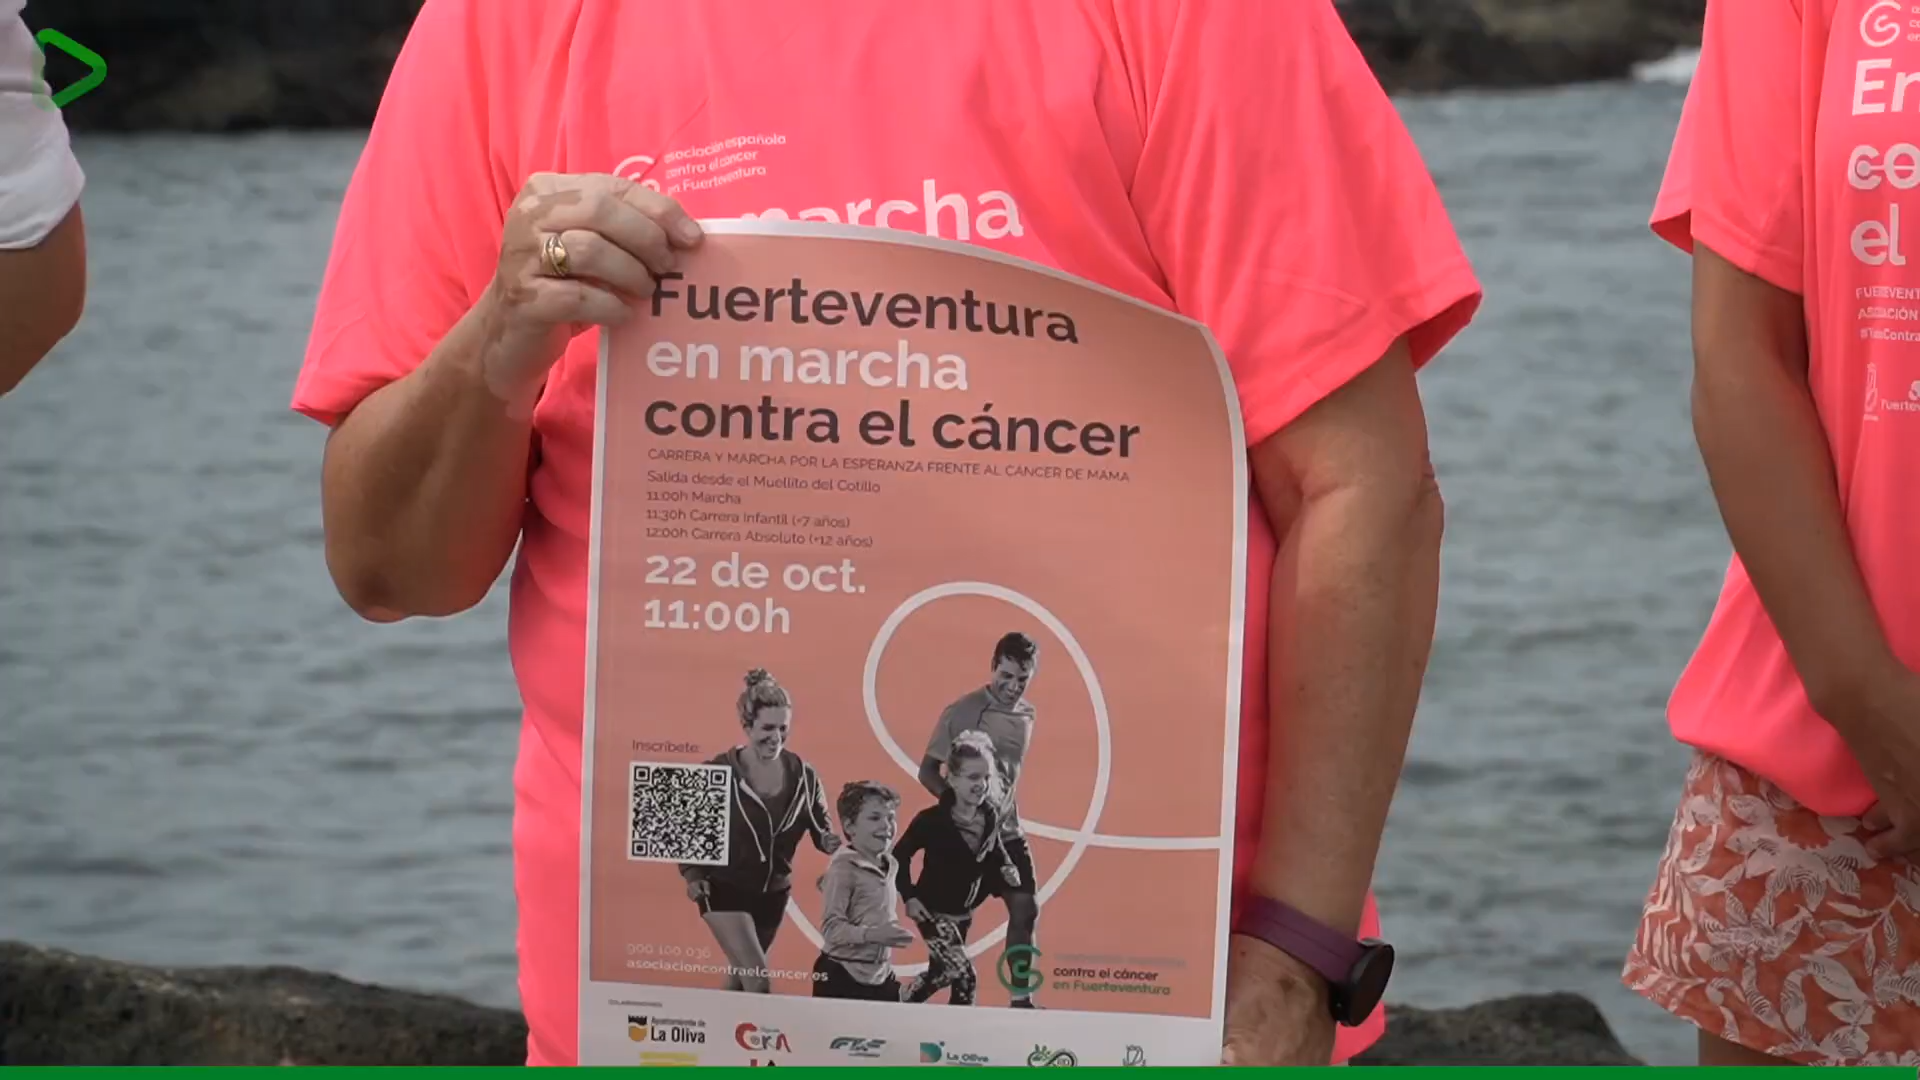 asociación española
contra el cáncer
en Fuerteventura
marcha
Fuerteventura
en marcha
contra el cáncer
CARRERA Y MARCHA POR LA ESPERANZA FRENTE AL CÁNCER DE MAMA
Salida desde el Muellito del Cotillo
11:00h Marcha
11:30h Carrera Infantil (+7 años)
12:00h Carrera Absoluto (+12 años)
22 de oct.
11:00h
Inscríbete:
900 100 036
asociacioncontraelcancer.es
contra el cáncer
en Fuerteventura
Ayuntamiento de
La Oliva
La Oliva
En
co
el
FUERTEVENT
ASOCIACIÓN